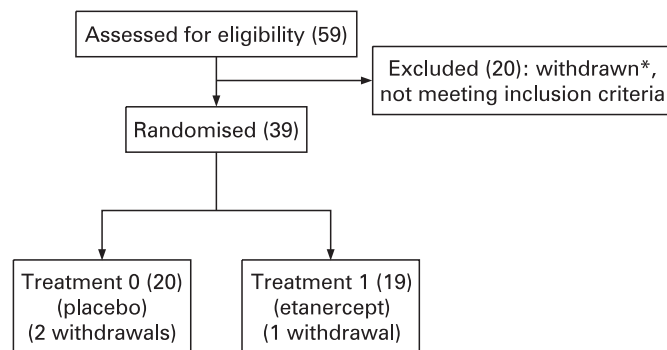 Assessed for eligibility (59)
Excluded (20): withdrawn*,
not meeting inclusion criteria
Randomised (39)
Treatment 0 (20)
(placebo)
(2 withdrawals)
Treatment 1 (19)
(etanercept)
(1 withdrawal)